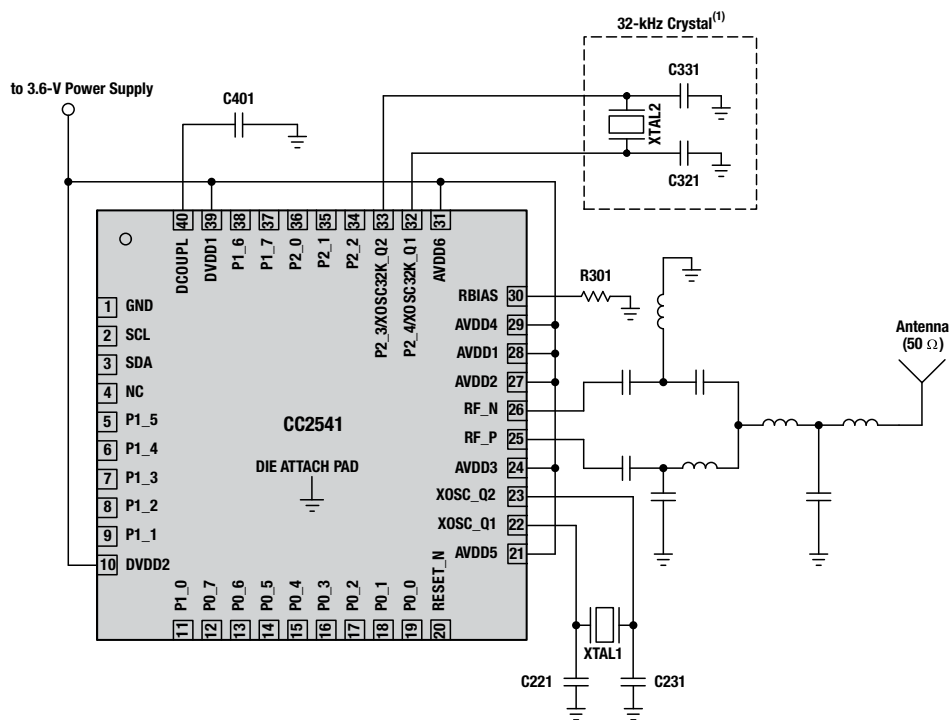 32-kHz Crystal(1)
to 3.6-V Power Supply
C401
C331
XTAL2
C321
40 39 38 37 36 35 34 33 32 31
DCOUPL
DVDD1
P1_6
P1_7
P2_0
P2_1
P2_2
P2_3/XOSC32K_Q2
P2_4/XOSC32K_Q1
AVDD6
1 GND
2 SCL
3 SDA
4 NC
5 P1_5
6 P1_4
7 P1_3
8 P1_2
9 P1_1
10 DVDD2
CC2541
DIE ATTACH PAD
RBIAS 30
AVDD4 29
AVDD1 28
AVDD2 27
RF_N 26
RF_P 25
AVDD3 24
XOSC_Q2 23
XOSC_Q1 22
AVDD5 21
R301
Antenna
(50 Ω)
P1_0
P0_7
P0_6
P0_5
P0_4
P0_3
P0_2
P0_1
P0_0
RESET_N
11 12 13 14 15 16 17 18 19 20
XTAL1
C221
C231